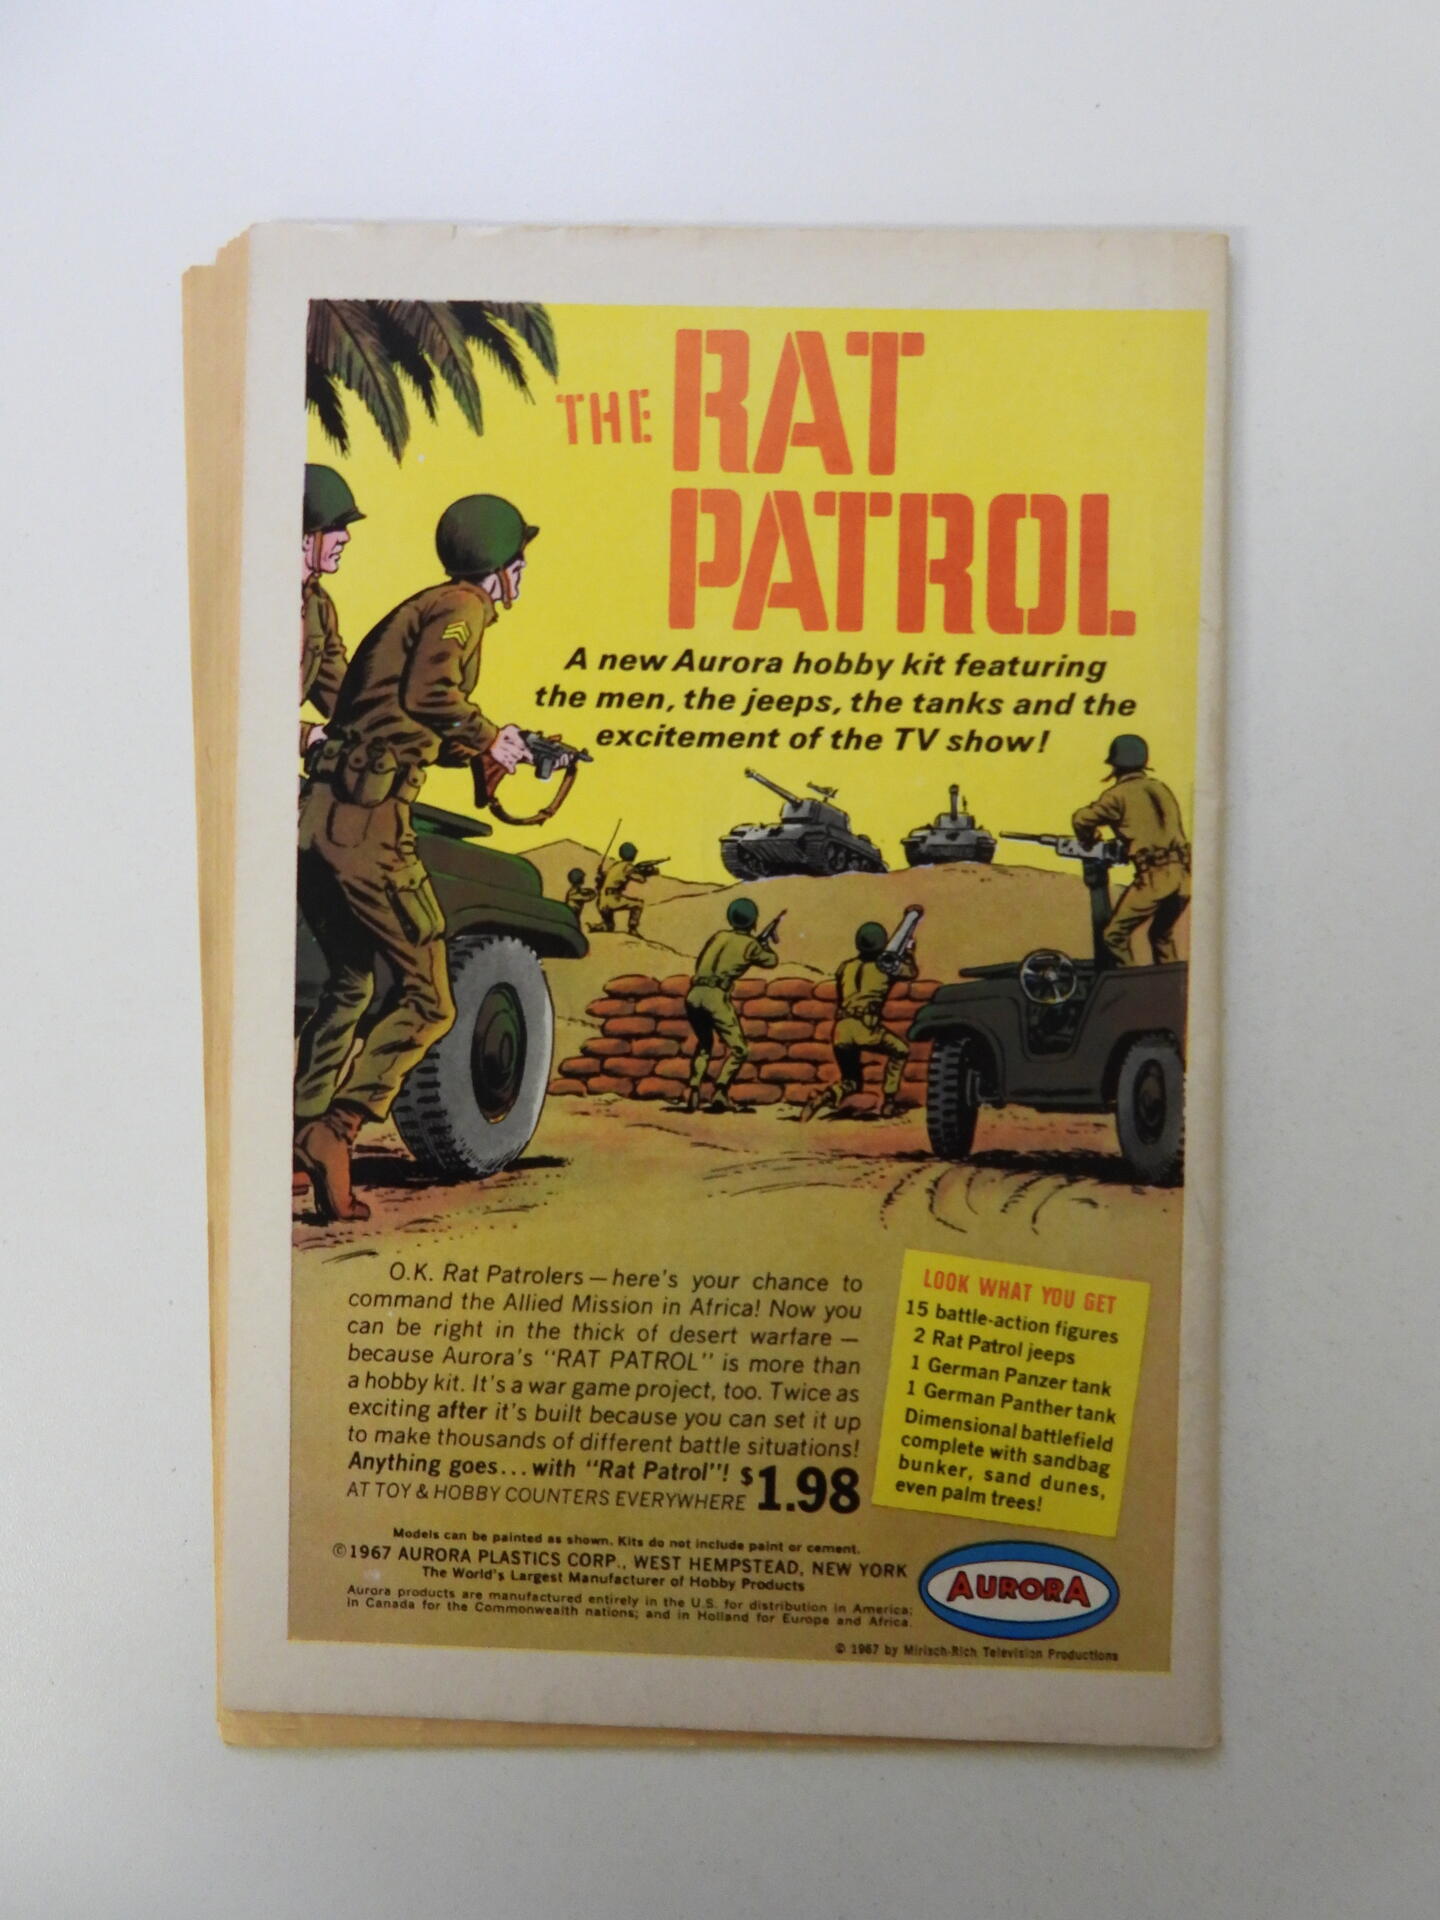 THE RAT
PATROL
A new Aurora hobby kit featuring
the men, the jeeps, the tanks and the
excitement of the TV show!
O.K. Rat Patrolers — here's your chance to
command the Allied Mission in Africa! Now you
can be right in the thick of desert warfare —
because Aurora's "RAT PATROL" is more than
a hobby kit. It's a war game project, too. Twice as
exciting after it's built because you can set it up
to make thousands of different battle situations!
Anything goes... with "Rat Patrol"! $1.98
AT TOY & HOBBY COUNTERS EVERYWHERE
LOOK WHAT YOU GET
15 battle-action figures
2 Rat Patrol jeeps
1 German Panzer tank
1 German Panther tank
Dimensional battlefield
complete with sandbag
bunker, sand dunes,
even palm trees!
Models can be painted as shown. Kits do not include paint or cement.
©1967 AURORA PLASTICS CORP., WEST HEMPSTEAD, NEW YORK
The World's Largest Manufacturer of Hobby Products
Aurora products are manufactured entirely in the U.S. for distribution in America;
in Canada for the Commonwealth nations; and in Holland for Europe and Africa.
AURORA
© 1967 by Mirisch-Rich Television Productions